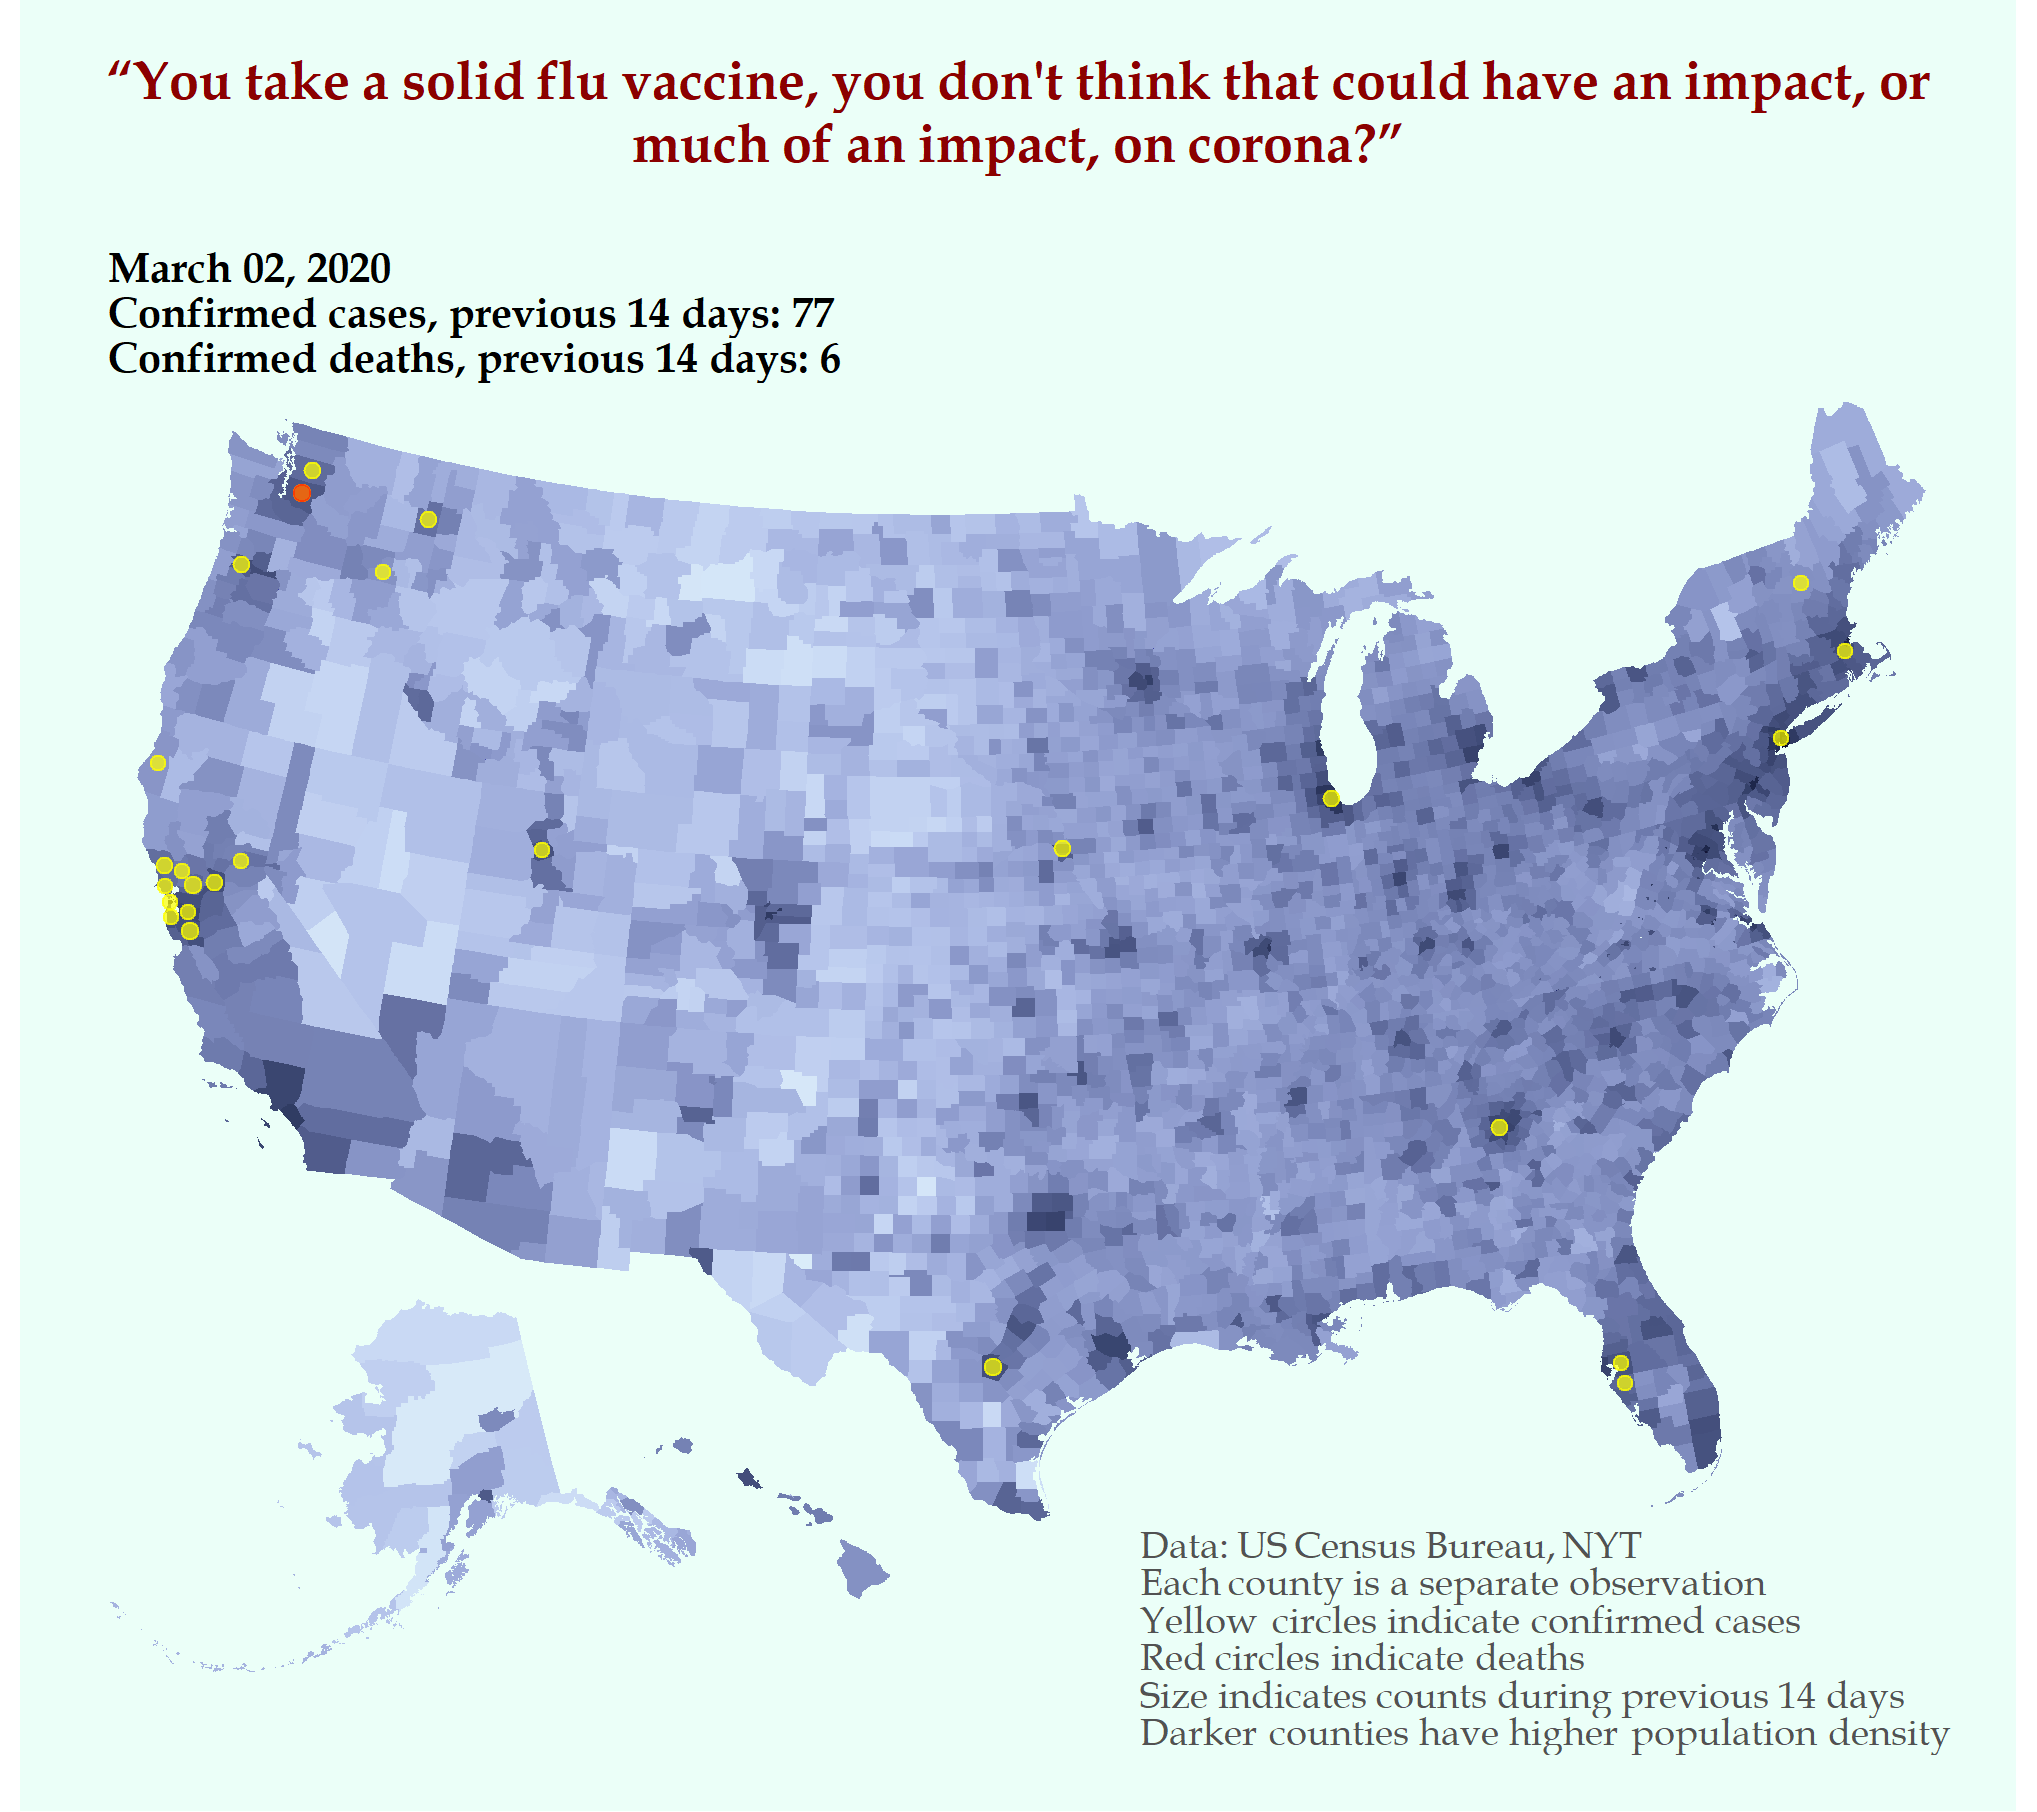 “You take a solid flu vaccine, you don't think that could have an impact, or
much of an impact, on corona?”
March 02, 2020
Confirmed cases, previous 14 days: 77
Confirmed deaths, previous 14 days: 6
Data: US Census Bureau, NYT
Each county is a separate observation
Yellow circles indicate confirmed cases
Red circles indicate deaths
Size indicates counts during previous 14 days
Darker counties have higher population density